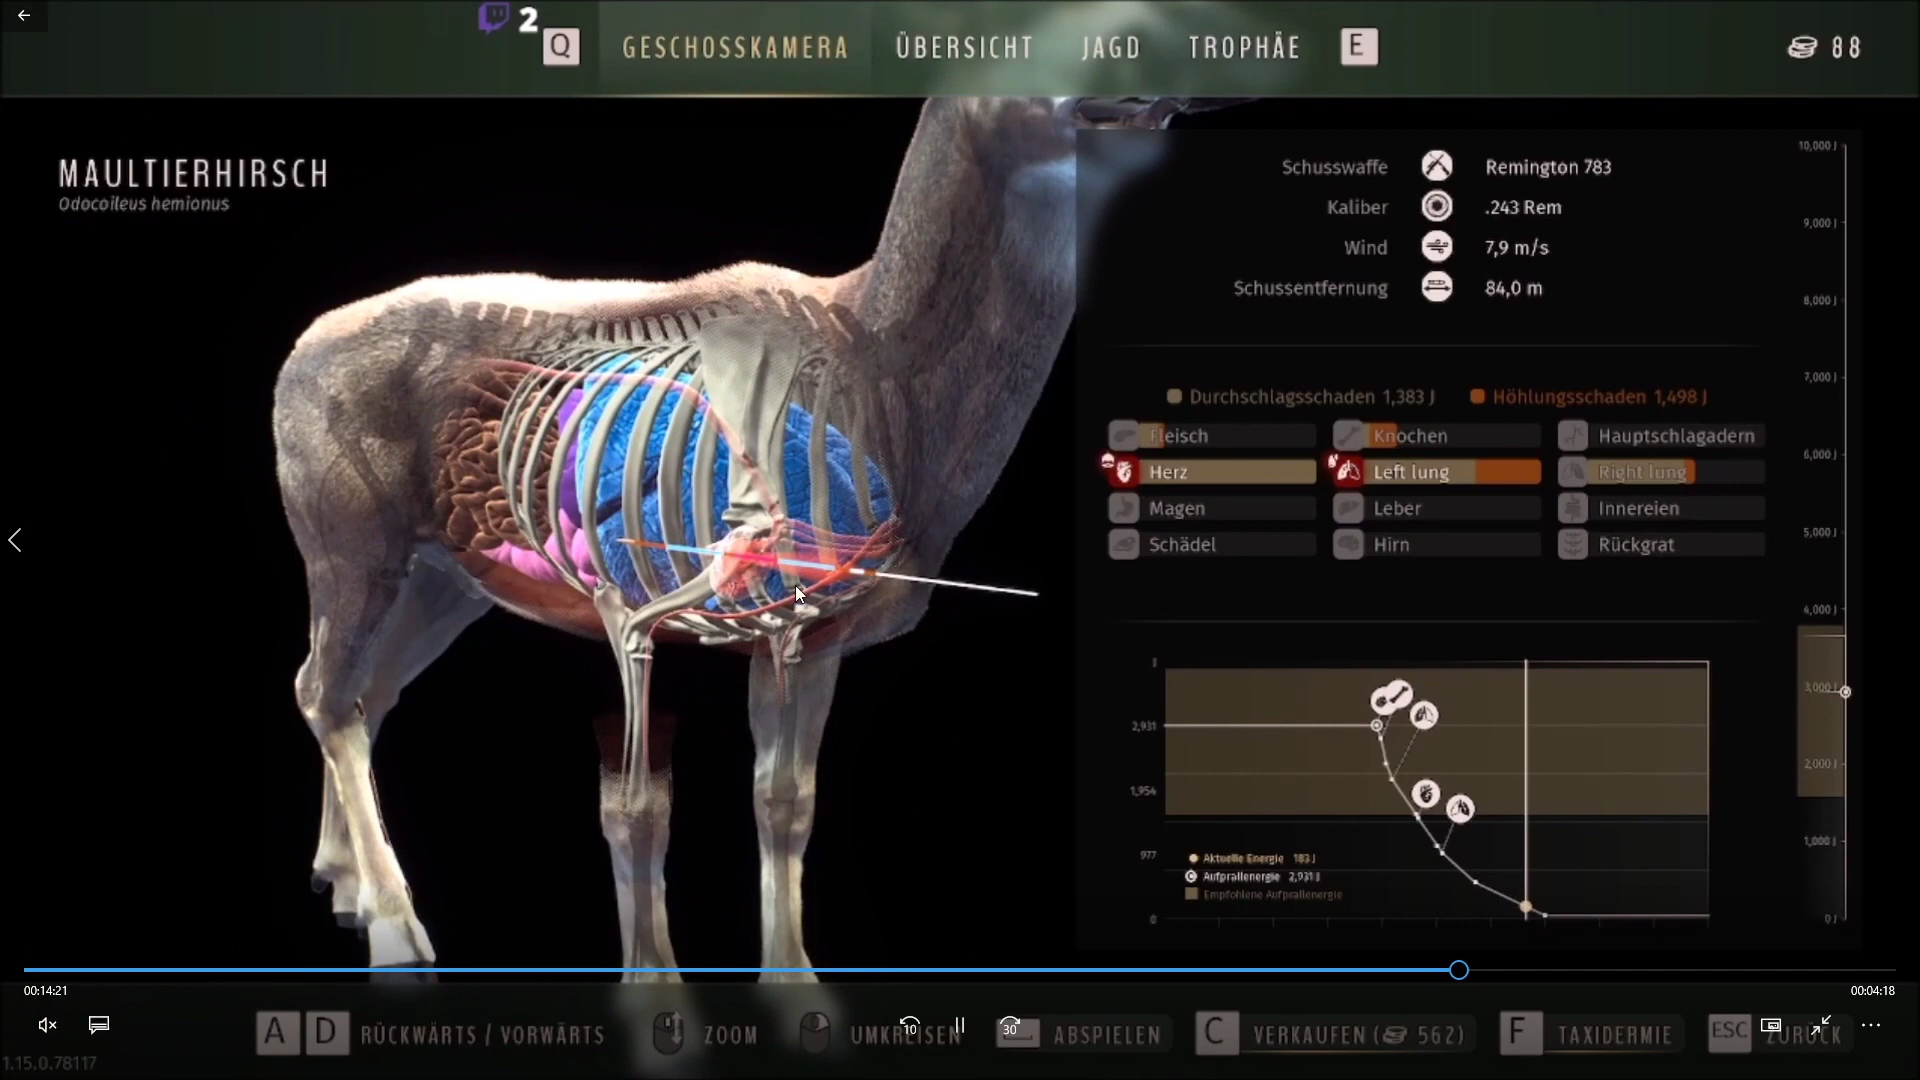 2
Q GESCHOSSKAMERA ÜBERSICHT JAGD TROPHÄE E
88
MAULTIERHIRSCH
Odocoileus hemionus
Schusswaffe Remington 783
Kaliber .243 Rem
Wind 7,9 m/s
Schussentfernung 84,0 m
Durchschlagsschaden 1,383 J Höhlungsschaden 1,498 J
Fleisch Knochen Hauptschlagadern
Herz Left lung Right lung
Magen Leber Innereien
Schädel Hirn Rückgrat
10,000 J
9,000 J
8,000 J
7,000 J
6,000 J
5,000 J
4,000 J
3,000 J
2,000 J
1,000 J
0 J
J
2,931
1,954
977
0
Aktuelle Energie 183 J
Aufprallenergie 2,931 J
Empfohlene Aufprallenergie
00:14:21
00:04:18
A D RÜCKWÄRTS / VORWÄRTS ZOOM UMKREISEN ABSPIELEN C VERKAUFEN ( 562) F TAXIDERMIE ESC ZURÜCK
10
30
1.15.0.78117